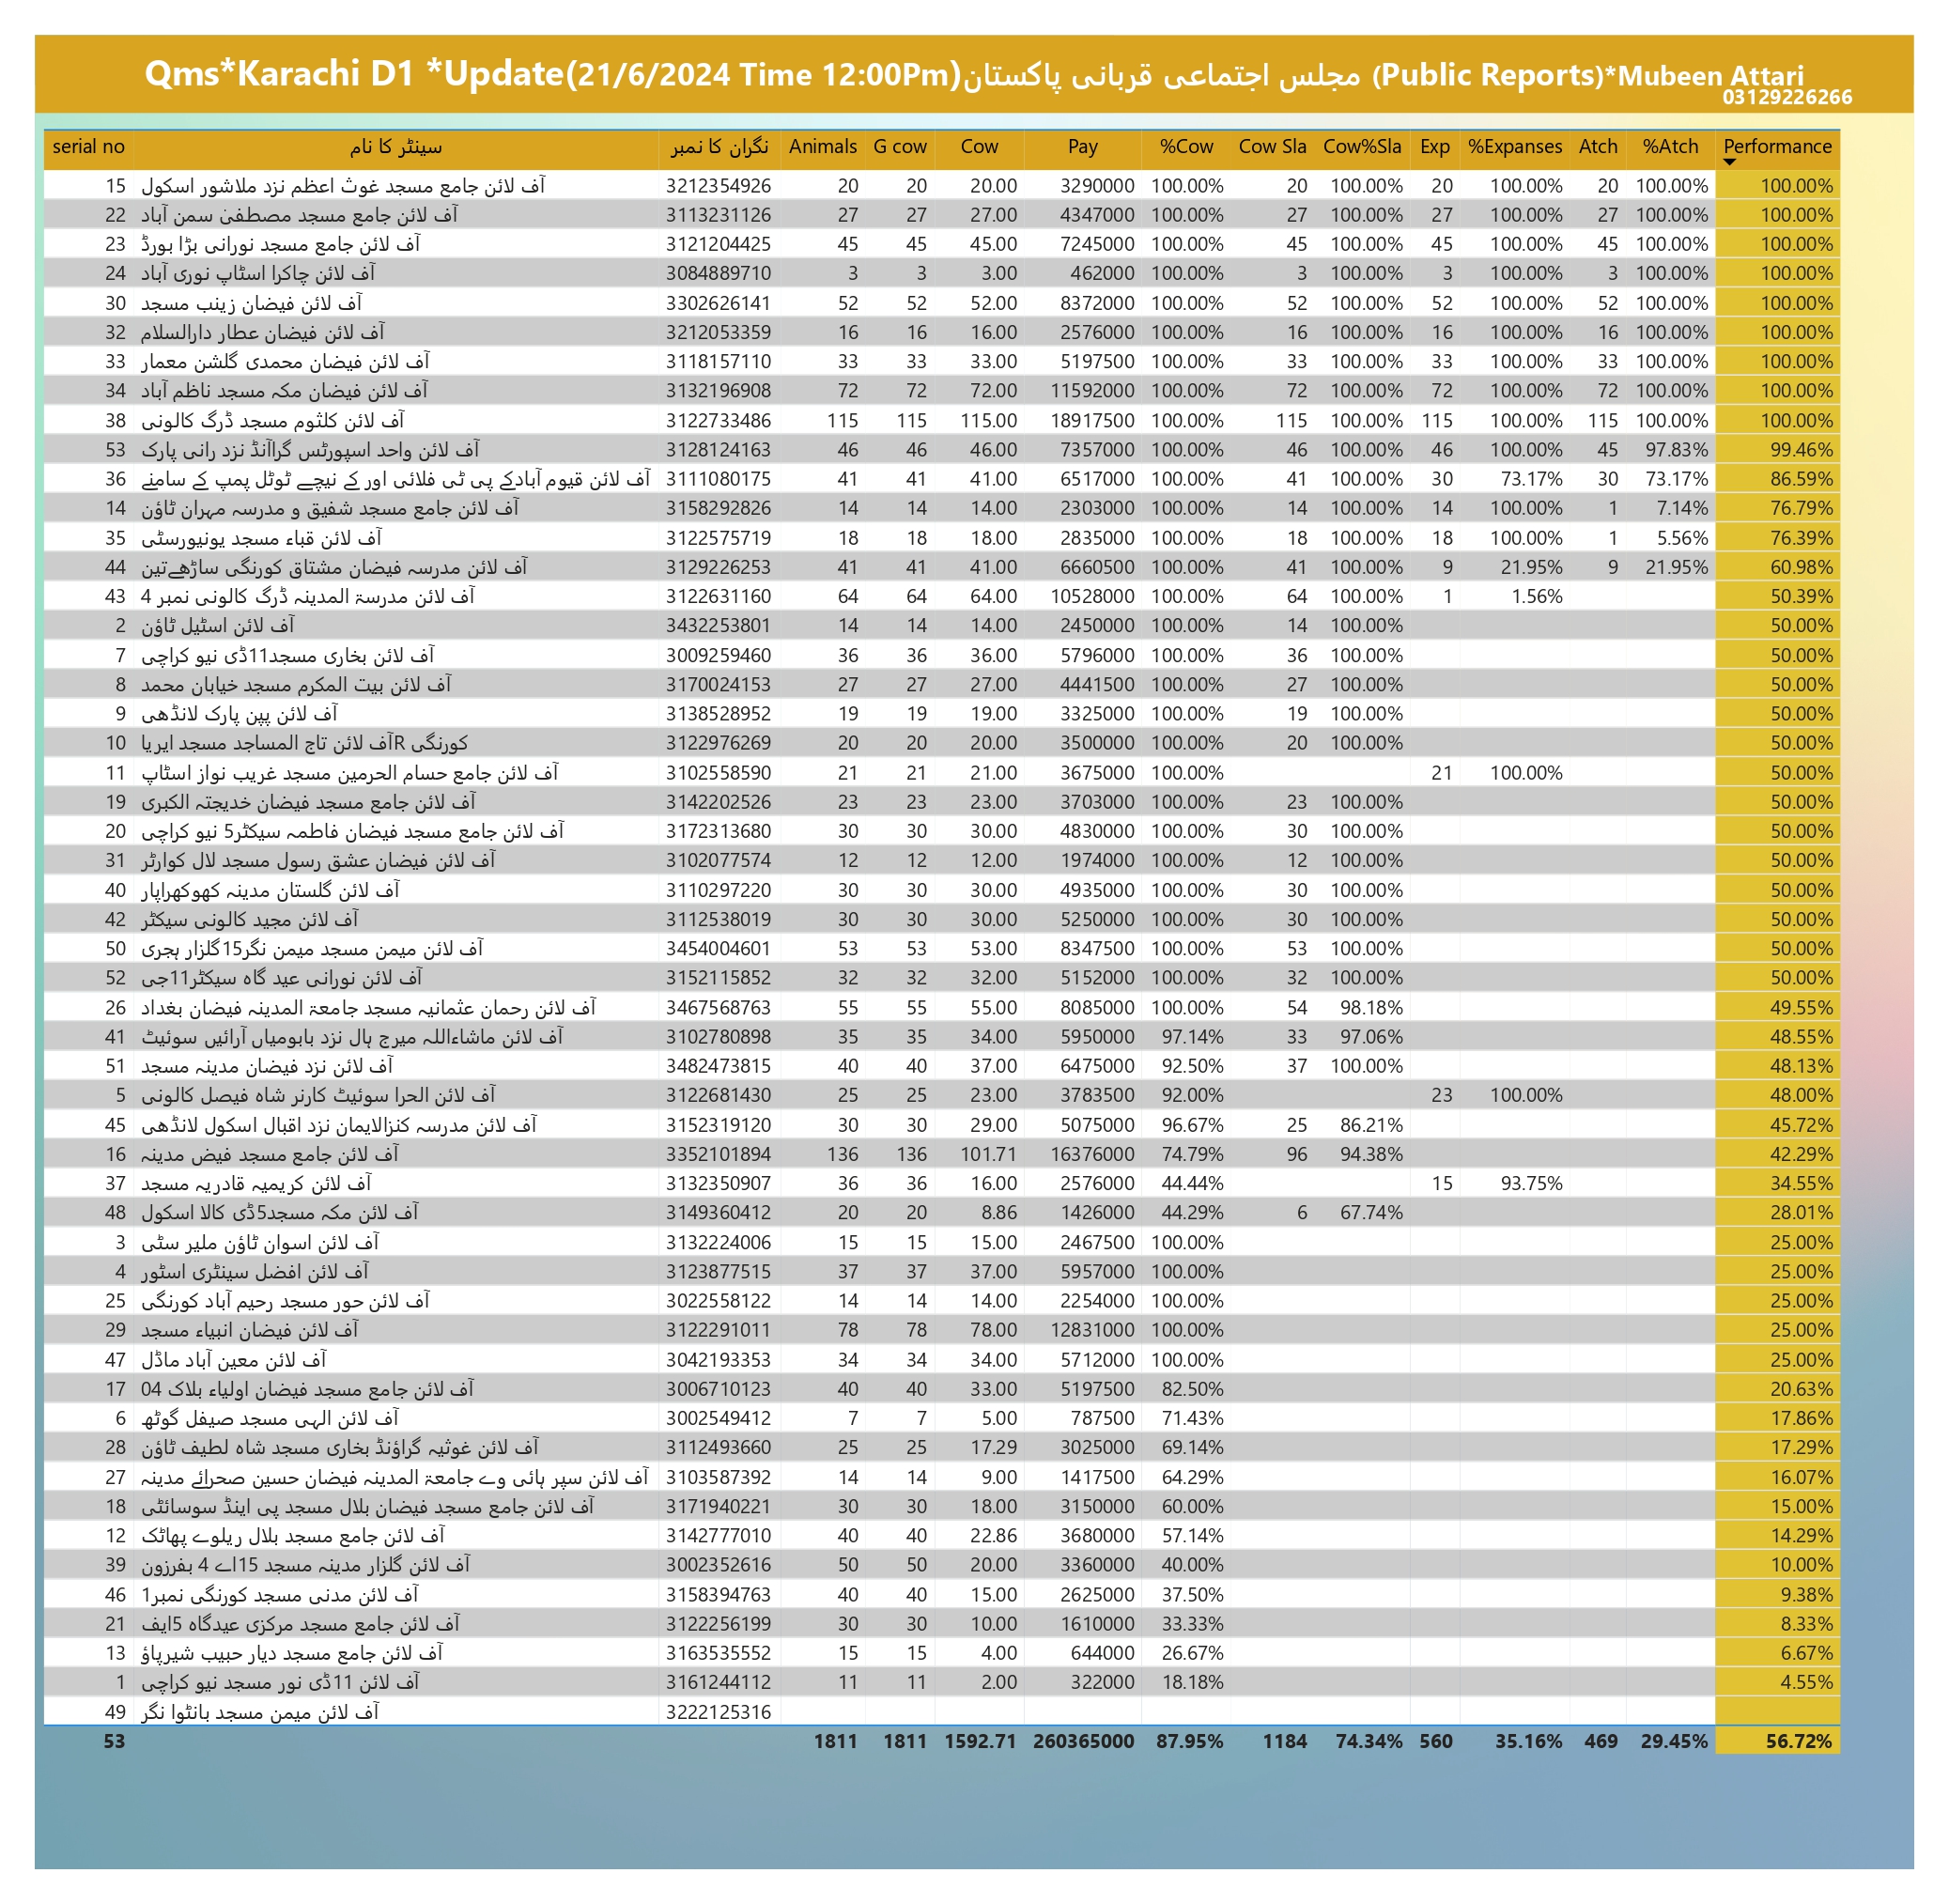 Qms*Karachi D1 *Update(21/6/2024 Time 12:00Pm)مجلس اجتماعی قربانی پاکستان (Public Reports)*Mubeen Attari
03129226266
serial no سینٹر کا نام نگران کا نمبر Animals G cow Cow Pay %Cow Cow Sla Cow%Sla Exp %Expanses Atch %Atch Performance
15 آف لائن جامع مسجد غوث اعظم نزد ملاشور اسکول 3212354926 20 20 20.00 3290000 100.00% 20 100.00% 20 100.00% 20 100.00% 100.00%
22 آف لائن جامع مسجد مصطفیٰ سمن آباد 3113231126 27 27 27.00 4347000 100.00% 27 100.00% 27 100.00% 27 100.00% 100.00%
23 آف لائن جامع مسجد نورانی بڑا بورڈ 3121204425 45 45 45.00 7245000 100.00% 45 100.00% 45 100.00% 45 100.00% 100.00%
24 آف لائن چاکرا اسٹاپ نوری آباد 3084889710 3 3 3.00 462000 100.00% 3 100.00% 3 100.00% 3 100.00% 100.00%
30 آف لائن فیضان زینب مسجد 3302626141 52 52 52.00 8372000 100.00% 52 100.00% 52 100.00% 52 100.00% 100.00%
32 آف لائن فیضان عطار دارالسلام 3212053359 16 16 16.00 2576000 100.00% 16 100.00% 16 100.00% 16 100.00% 100.00%
33 آف لائن فیضان محمدی گلشن معمار 3118157110 33 33 33.00 5197500 100.00% 33 100.00% 33 100.00% 33 100.00% 100.00%
34 آف لائن فیضان مکہ مسجد ناظم آباد 3132196908 72 72 72.00 11592000 100.00% 72 100.00% 72 100.00% 72 100.00% 100.00%
38 آف لائن کلثوم مسجد ڈرگ کالونی 3122733486 115 115 115.00 18917500 100.00% 115 100.00% 115 100.00% 115 100.00% 100.00%
53 آف لائن واحد اسپورٹس گراآنڈ نزد رانی پارک 3128124163 46 46 46.00 7357000 100.00% 46 100.00% 46 100.00% 45 97.83% 99.46%
36 آف لائن قیوم آبادکے پی ٹی فلائی اور کے نیچے ٹوٹل پمپ کے سامنے 3111080175 41 41 41.00 6517000 100.00% 41 100.00% 30 73.17% 30 73.17% 86.59%
14 آف لائن جامع مسجد شفیق و مدرسہ مہران ٹاؤن 3158292826 14 14 14.00 2303000 100.00% 14 100.00% 14 100.00% 1 7.14% 76.79%
35 آف لائن قباء مسجد یونیورسٹی 3122575719 18 18 18.00 2835000 100.00% 18 100.00% 18 100.00% 1 5.56% 76.39%
44 آف لائن مدرسہ فیضان مشتاق کورنگی ساڑھےتین 3129226253 41 41 41.00 6660500 100.00% 41 100.00% 9 21.95% 9 21.95% 60.98%
43 آف لائن مدرسۃ المدینہ ڈرگ کالونی نمبر 4 3122631160 64 64 64.00 10528000 100.00% 64 100.00% 1 1.56% 50.39%
2 آف لائن اسٹیل ٹاؤن 3432253801 14 14 14.00 2450000 100.00% 14 100.00% 50.00%
7 آف لائن بخاری مسجد11ڈی نیو کراچی 3009259460 36 36 36.00 5796000 100.00% 36 100.00% 50.00%
8 آف لائن بیت المکرم مسجد خیابان محمد 3170024153 27 27 27.00 4441500 100.00% 27 100.00% 50.00%
9 آف لائن پپن پارک لانڈھی 3138528952 19 19 19.00 3325000 100.00% 19 100.00% 50.00%
10 آف لائن تاج المساجد مسجد ایریاR کورنگی 3122976269 20 20 20.00 3500000 100.00% 20 100.00% 50.00%
11 آف لائن جامع حسام الحرمین مسجد غریب نواز اسٹاپ 3102558590 21 21 21.00 3675000 100.00% 21 100.00% 50.00%
19 آف لائن جامع مسجد فیضان خدیجتہ الکبری 3142202526 23 23 23.00 3703000 100.00% 23 100.00% 50.00%
20 آف لائن جامع مسجد فیضان فاطمہ سیکٹر5 نیو کراچی 3172313680 30 30 30.00 4830000 100.00% 30 100.00% 50.00%
31 آف لائن فیضان عشق رسول مسجد لال کوارٹر 3102077574 12 12 12.00 1974000 100.00% 12 100.00% 50.00%
40 آف لائن گلستان مدینہ کھوکھراپار 3110297220 30 30 30.00 4935000 100.00% 30 100.00% 50.00%
42 آف لائن مجید کالونی سیکٹر 3112538019 30 30 30.00 5250000 100.00% 30 100.00% 50.00%
50 آف لائن میمن مسجد میمن نگر15گلزار ہجری 3454004601 53 53 53.00 8347500 100.00% 53 100.00% 50.00%
52 آف لائن نورانی عید گاہ سیکٹر11جی 3152115852 32 32 32.00 5152000 100.00% 32 100.00% 50.00%
26 آف لائن رحمان عثمانیہ مسجد جامعۃ المدینہ فیضان بغداد 3467568763 55 55 55.00 8085000 100.00% 54 98.18% 49.55%
41 آف لائن ماشاءاللہ میرج ہال نزد بابومیاں آرائیں سوئیٹ 3102780898 35 35 34.00 5950000 97.14% 33 97.06% 48.55%
51 آف لائن نزد فیضان مدینہ مسجد 3482473815 40 40 37.00 6475000 92.50% 37 100.00% 48.13%
5 آف لائن الحرا سوئیٹ کارنر شاہ فیصل کالونی 3122681430 25 25 23.00 3783500 92.00% 23 100.00% 48.00%
45 آف لائن مدرسہ کنزالایمان نزد اقبال اسکول لانڈھی 3152319120 30 30 29.00 5075000 96.67% 25 86.21% 45.72%
16 آف لائن جامع مسجد فیض مدینہ 3352101894 136 136 101.71 16376000 74.79% 96 94.38% 42.29%
37 آف لائن کریمیہ قادریہ مسجد 3132350907 36 36 16.00 2576000 44.44% 15 93.75% 34.55%
48 آف لائن مکہ مسجد5ڈی کالا اسکول 3149360412 20 20 8.86 1426000 44.29% 6 67.74% 28.01%
3 آف لائن اسوان ٹاؤن ملیر سٹی 3132224006 15 15 15.00 2467500 100.00% 25.00%
4 آف لائن افضل سینٹری اسٹور 3123877515 37 37 37.00 5957000 100.00% 25.00%
25 آف لائن حور مسجد رحیم آباد کورنگی 3022558122 14 14 14.00 2254000 100.00% 25.00%
29 آف لائن فیضان انبیاء مسجد 3122291011 78 78 78.00 12831000 100.00% 25.00%
47 آف لائن معین آباد ماڈل 3042193353 34 34 34.00 5712000 100.00% 25.00%
17 آف لائن جامع مسجد فیضان اولیاء بلاک 04 3006710123 40 40 33.00 5197500 82.50% 20.63%
6 آف لائن الہی مسجد صیفل گوٹھ 3002549412 7 7 5.00 787500 71.43% 17.86%
28 آف لائن غوثیہ گراؤنڈ بخاری مسجد شاہ لطیف ٹاؤن 3112493660 25 25 17.29 3025000 69.14% 17.29%
27 آف لائن سپر ہائی وے جامعۃ المدینہ فیضان حسین صحرائے مدینہ 3103587392 14 14 9.00 1417500 64.29% 16.07%
18 آف لائن جامع مسجد فیضان بلال مسجد پی اینڈ سوسائٹی 3171940221 30 30 18.00 3150000 60.00% 15.00%
12 آف لائن جامع مسجد بلال ریلوے پھاٹک 3142777010 40 40 22.86 3680000 57.14% 14.29%
39 آف لائن گلزار مدینہ مسجد 15اے 4 بفرزون 3002352616 50 50 20.00 3360000 40.00% 10.00%
46 آف لائن مدنی مسجد کورنگی نمبر1 3158394763 40 40 15.00 2625000 37.50% 9.38%
21 آف لائن جامع مسجد مرکزی عیدگاہ 5ایف 3122256199 30 30 10.00 1610000 33.33% 8.33%
13 آف لائن جامع مسجد دیار حبیب شیرپاؤ 3163535552 15 15 4.00 644000 26.67% 6.67%
1 آف لائن 11ڈی نور مسجد نیو کراچی 3161244112 11 11 2.00 322000 18.18% 4.55%
49 آف لائن میمن مسجد بانٹوا نگر 3222125316
53 1811 1811 1592.71 260365000 87.95% 1184 74.34% 560 35.16% 469 29.45% 56.72%